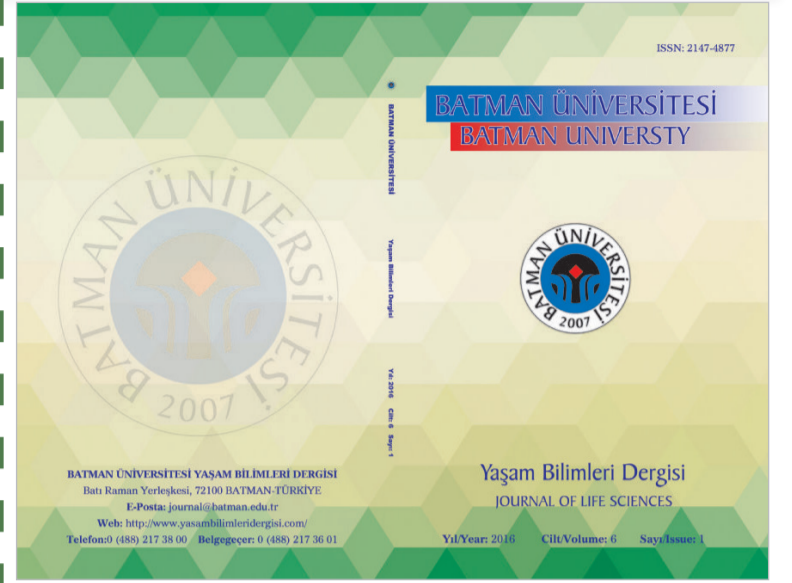 ISSN: 2147-4877
BATMAN ÜNİVERSİTESİ
BATMAN UNIVERSTY
BATMAN ÜNİVERSİTESİ
2007
Yaşam Bilimleri Dergisi
JOURNAL OF LIFE SCIENCES
Yıl/Year: 2016 Cilt/Volume: 6 Sayı/Issue: 1
BATMAN ÜNİVERSİTESİ Yaşam Bilimleri Dergisi Yıl: 2016 Cilt: 6 Sayı: 1
BATMAN ÜNİVERSİTESİ
2007
BATMAN ÜNİVERSİTESİ YAŞAM BİLİMLERİ DERGİSİ
Batı Raman Yerleşkesi, 72100 BATMAN-TÜRKİYE
E-Posta: journal@batman.edu.tr
Web: http://www.yasambilimleridergisi.com/
Telefon:0 (488) 217 38 00 Belgegeçer: 0 (488) 217 36 01